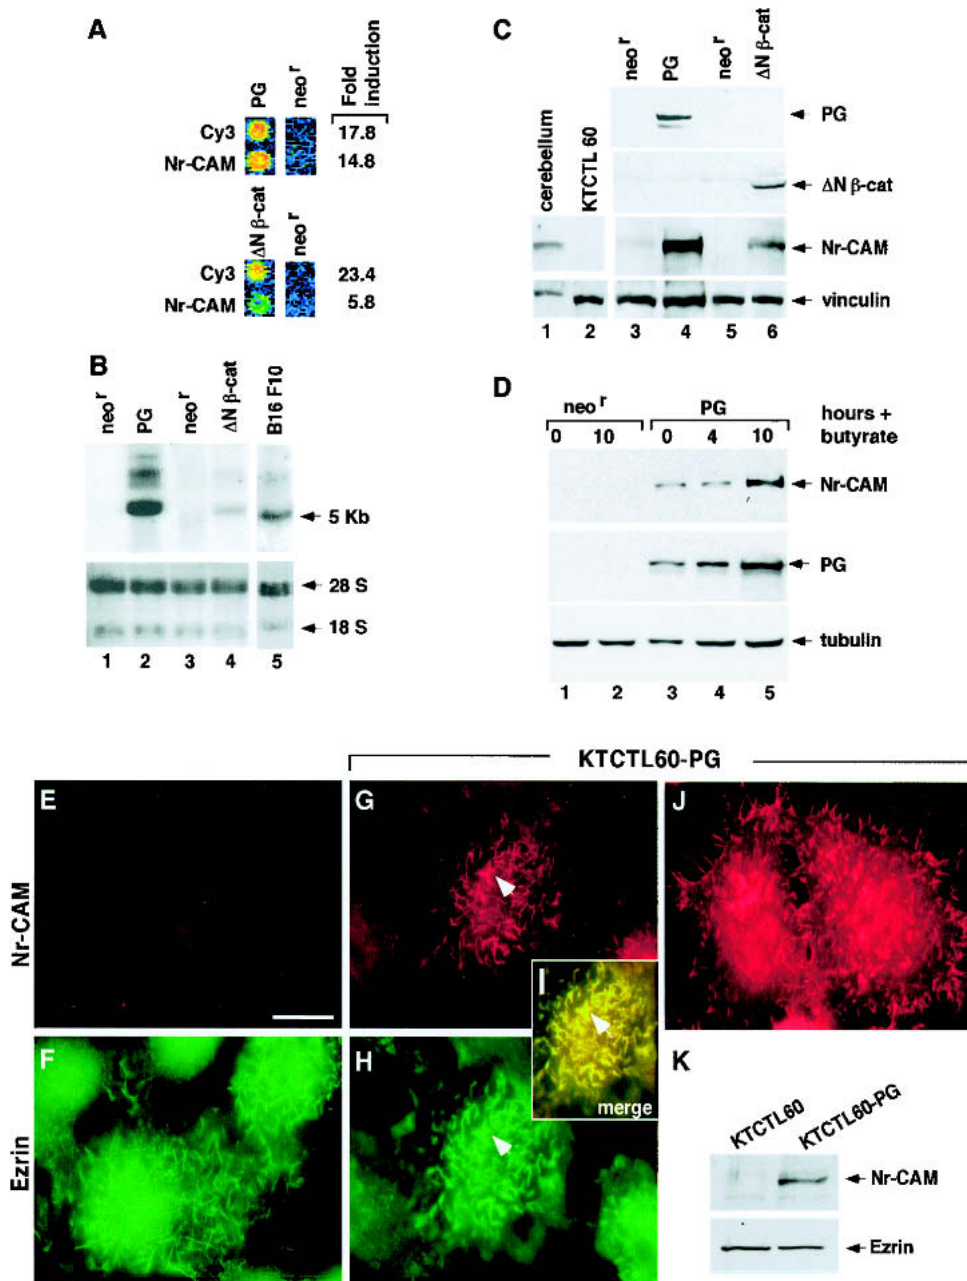 A
PG
neo r
Fold induction
Cy3
17.8
Nr-CAM
14.8
ΔN β-cat
neo r
Cy3
23.4
Nr-CAM
5.8
B
neo r
PG
neo r
ΔN β-cat
B16 F10
5 Kb
28 S
18 S
1 2 3 4 5
C
cerebellum
KTCTL 60
neo r
PG
neo r
ΔN β-cat
PG
ΔN β-cat
Nr-CAM
vinculin
1 2 3 4 5 6
D
neo r PG hours +
0 10 0 4 10 butyrate
Nr-CAM
PG
tubulin
1 2 3 4 5
KTCTL60-PG
E G J
Nr-CAM
I
merge
F H
Ezrin
K
KTCTL60
KTCTL60-PG
Nr-CAM
Ezrin